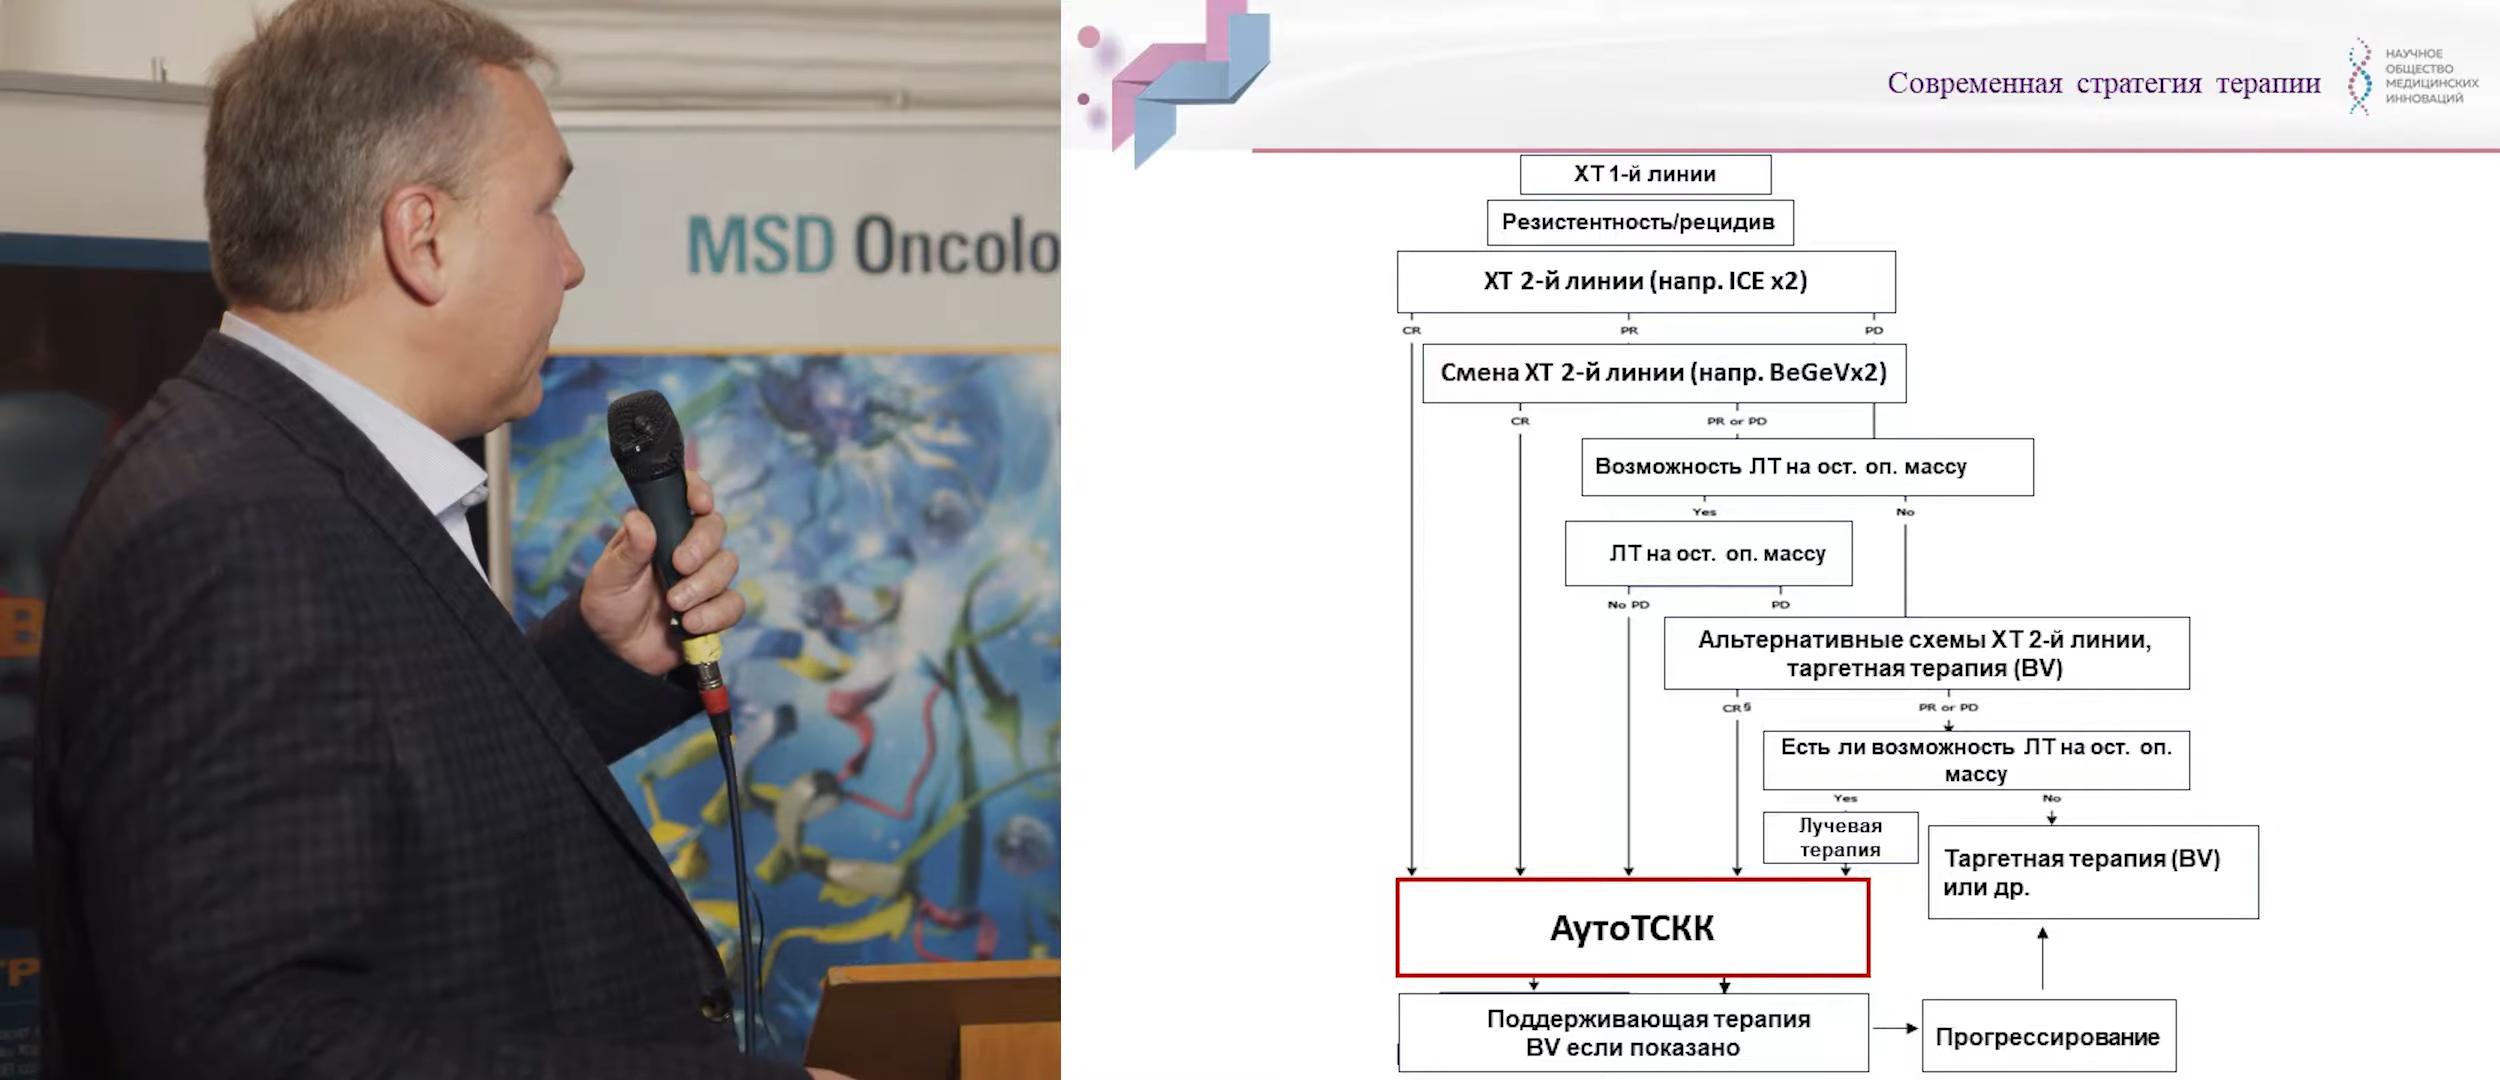 MSD Oncolo
В
ТР
Современная стратегия терапии
НАУЧНОЕ
ОБЩЕСТВО
МЕДИЦИНСКИХ
ИННОВАЦИЙ
ХТ 1-й линии
Резистентность/рецидив
ХТ 2-й линии (напр. ICE x2)
CR PR PD
Смена ХТ 2-й линии (напр. BeGeVx2)
CR PR or PD
Возможность ЛТ на ост. оп. массу
Yes No
ЛТ на ост. оп. массу
No PD PD
Альтернативные схемы ХТ 2-й линии,
таргетная терапия (BV)
CR§ PR or PD
Есть ли возможность ЛТ на ост. оп.
массу
Yes No
Лучевая
терапия
Таргетная терапия (BV)
или др.
АутоТСКК
Поддерживающая терапия
BV если показано
Прогрессирование